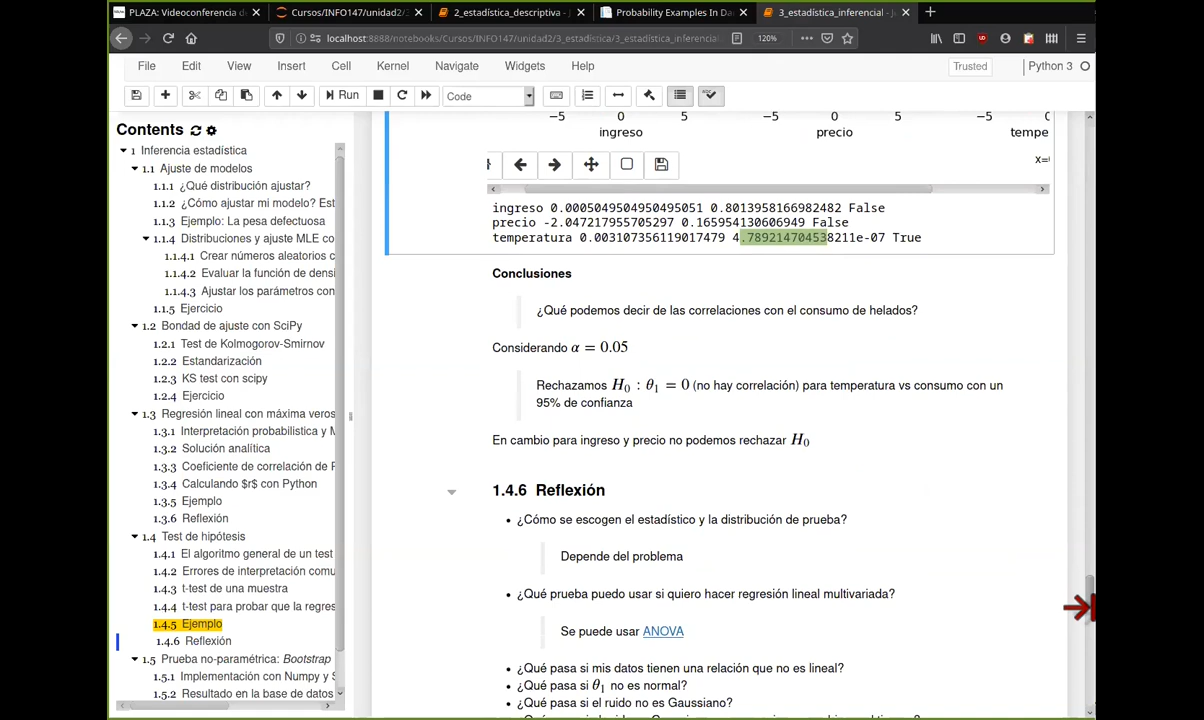 PLAZA: Videoconferencia de
Cursos/INFO147/unidad2/3
2_estadística_descriptiva - J
Probability Examples In Da
3_estadística_inferencial - J
localhost:8888/notebooks/Cursos/INFO147/unidad2/3_estadística/3_estadística_inferencial
120%
File Edit View Insert Cell Kernel Navigate Widgets Help
Trusted
Python 3
Run
Code
Contents
1 Inferencia estadística
1.1 Ajuste de modelos
1.1.1 ¿Qué distribución ajustar?
1.1.2 ¿Cómo ajustar mi modelo? Est
1.1.3 Ejemplo: La pesa defectuosa
1.1.4 Distribuciones y ajuste MLE co
1.1.4.1 Crear números aleatorios c
1.1.4.2 Evaluar la función de densi
1.1.4.3 Ajustar los parámetros con
1.1.5 Ejercicio
1.2 Bondad de ajuste con SciPy
1.2.1 Test de Kolmogorov-Smirnov
1.2.2 Estandarización
1.2.3 KS test con scipy
1.2.4 Ejercicio
1.3 Regresión lineal con máxima veros
1.3.1 Interpretación probabilistica y M
1.3.2 Solución analítica
1.3.3 Coeficiente de correlación de P
1.3.4 Calculando $r$ con Python
1.3.5 Ejemplo
1.3.6 Reflexión
1.4 Test de hipótesis
1.4.1 El algoritmo general de un test
1.4.2 Errores de interpretación comu
1.4.3 t-test de una muestra
1.4.4 t-test para probar que la regres
1.4.5 Ejemplo
1.4.6 Reflexión
1.5 Prueba no-paramétrica: Bootstrap
1.5.1 Implementación con Numpy y S
1.5.2 Resultado en la base de datos
−5 0 5 −5 0 5 −5 0
ingreso precio tempe
x=
ingreso 0.0005049504950495051 0.8013958166982482 False
precio -2.047217955705297 0.165954130606949 False
temperatura 0.003107356119017479 4.789214704538211e-07 True
Conclusiones
¿Qué podemos decir de las correlaciones con el consumo de helados?
Considerando α = 0.05
Rechazamos H₀ : θ₁ = 0 (no hay correlación) para temperatura vs consumo con un
95% de confianza
En cambio para ingreso y precio no podemos rechazar H₀
1.4.6 Reflexión
• ¿Cómo se escogen el estadístico y la distribución de prueba?
Depende del problema
• ¿Qué prueba puedo usar si quiero hacer regresión lineal multivariada?
Se puede usar ANOVA
• ¿Qué pasa si mis datos tienen una relación que no es lineal?
• ¿Qué pasa si θ₁ no es normal?
• ¿Qué pasa si el ruido no es Gaussiano?